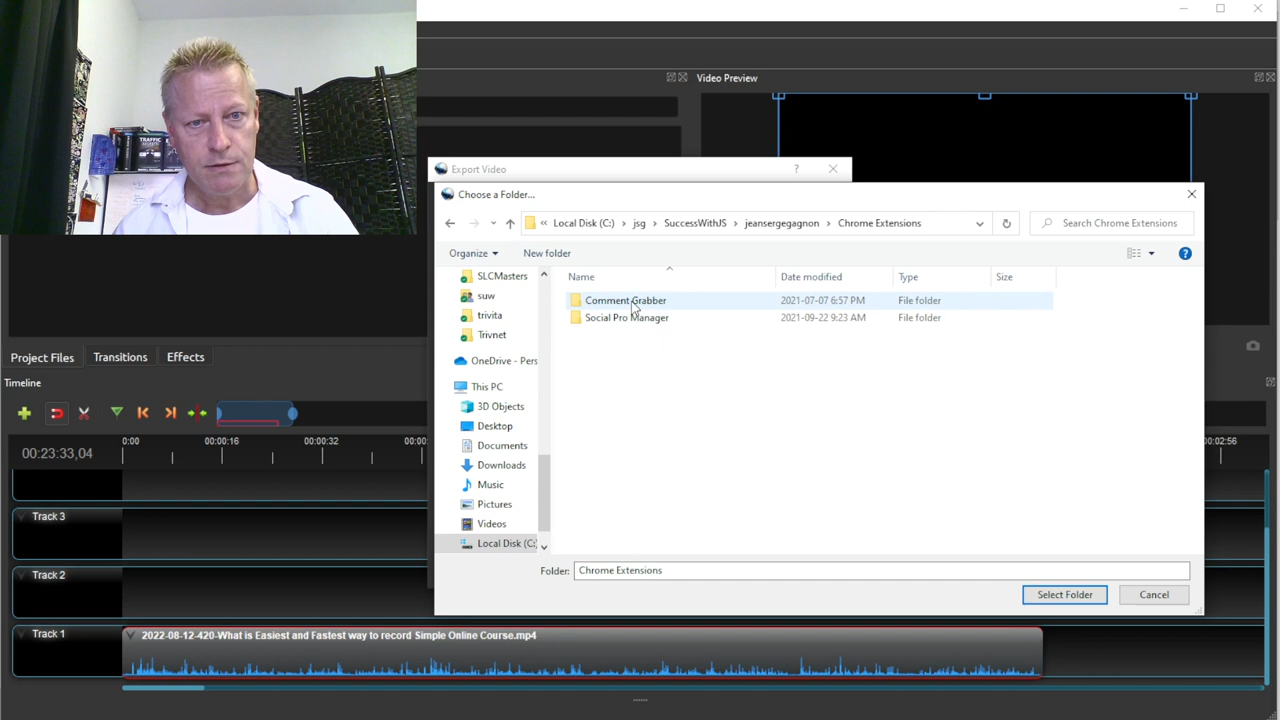 TRAFFIC
Video Preview
Export Video
?
Choose a Folder...
« Local Disk (C:) > jsg > SuccessWithJS > jeansergegagnon > Chrome Extensions
Search Chrome Extensions
Organize
New folder
?
Name
Date modified
Type
Size
SLCMasters
Comment Grabber 2021-07-07 6:57 PM File folder
suw
Social Pro Manager 2021-09-22 9:23 AM File folder
trivita
Trivnet
OneDrive - Pers
This PC
3D Objects
Desktop
Documents
Downloads
Music
Pictures
Videos
Local Disk (C:
Folder: Chrome Extensions
Select Folder
Cancel
Project Files
Transitions
Effects
Timeline
00:23:33,04
0:00
00:00:16
00:00:32
00:02:56
Track 3
Track 2
Track 1
2022-08-12-420-What is Easiest and Fastest way to record Simple Online Course.mp4